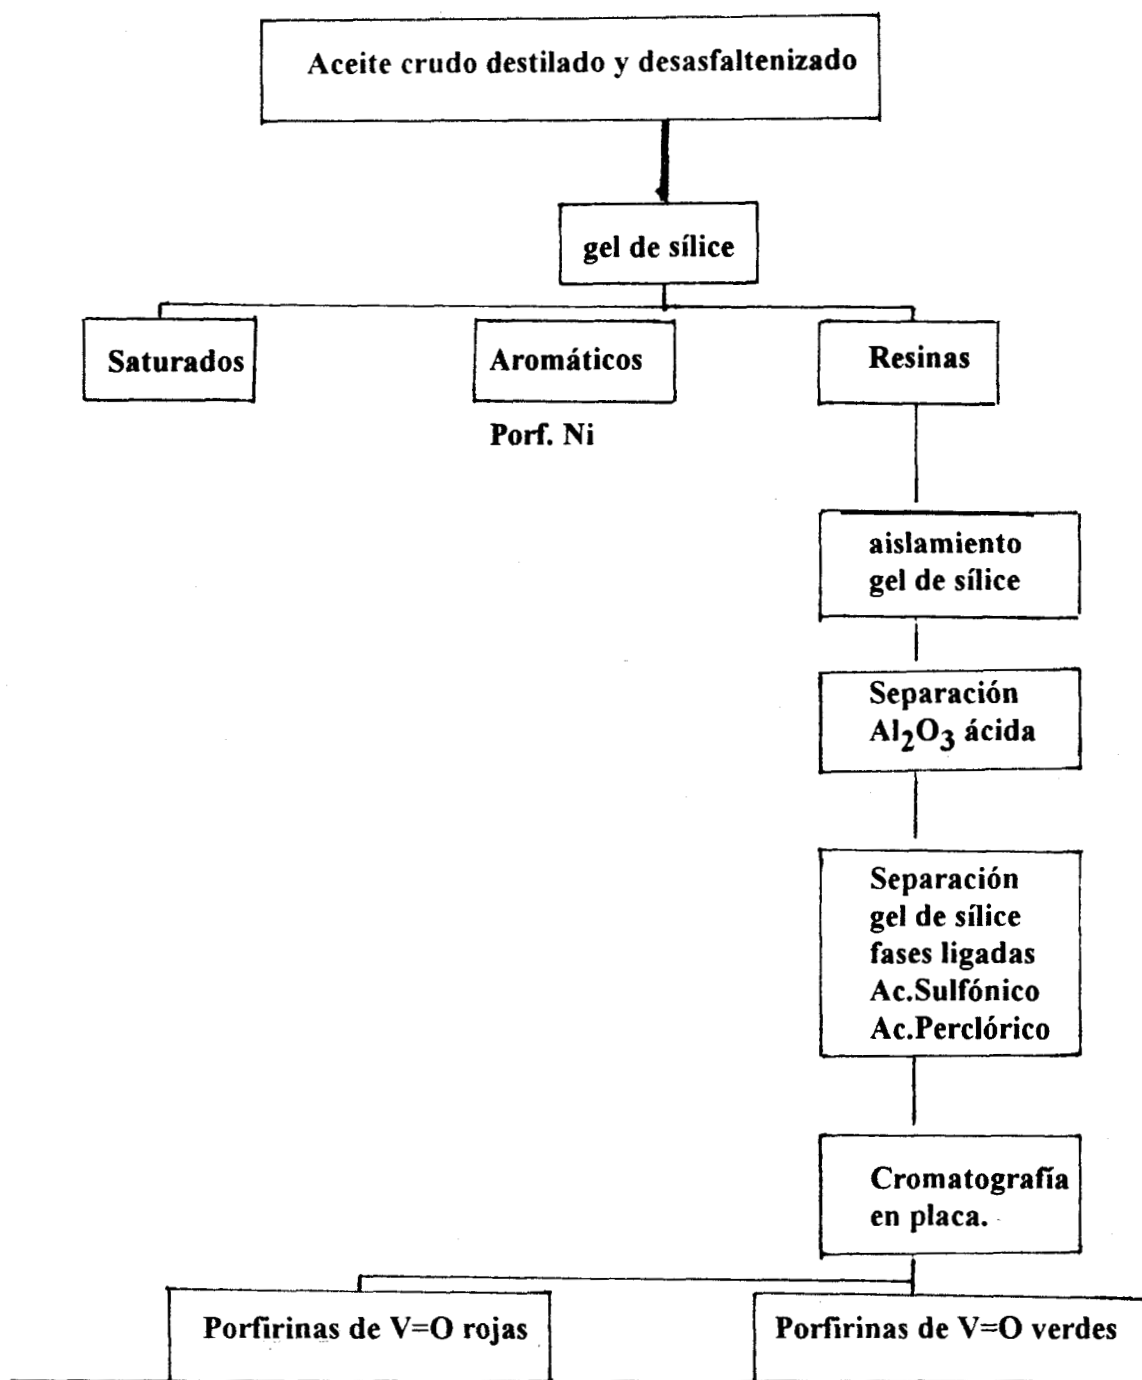 Aceite crudo destilado y desasfaltenizado
gel de sílice
Saturados
Aromáticos
Resinas
Porf. Ni
aislamiento
gel de sílice
Separación
Al₂O₃ ácida
Separación
gel de sílice
fases ligadas
Ac.Sulfónico
Ac.Perclórico
Cromatografía
en placa.
Porfirinas de V=O rojas
Porfirinas de V=O verdes